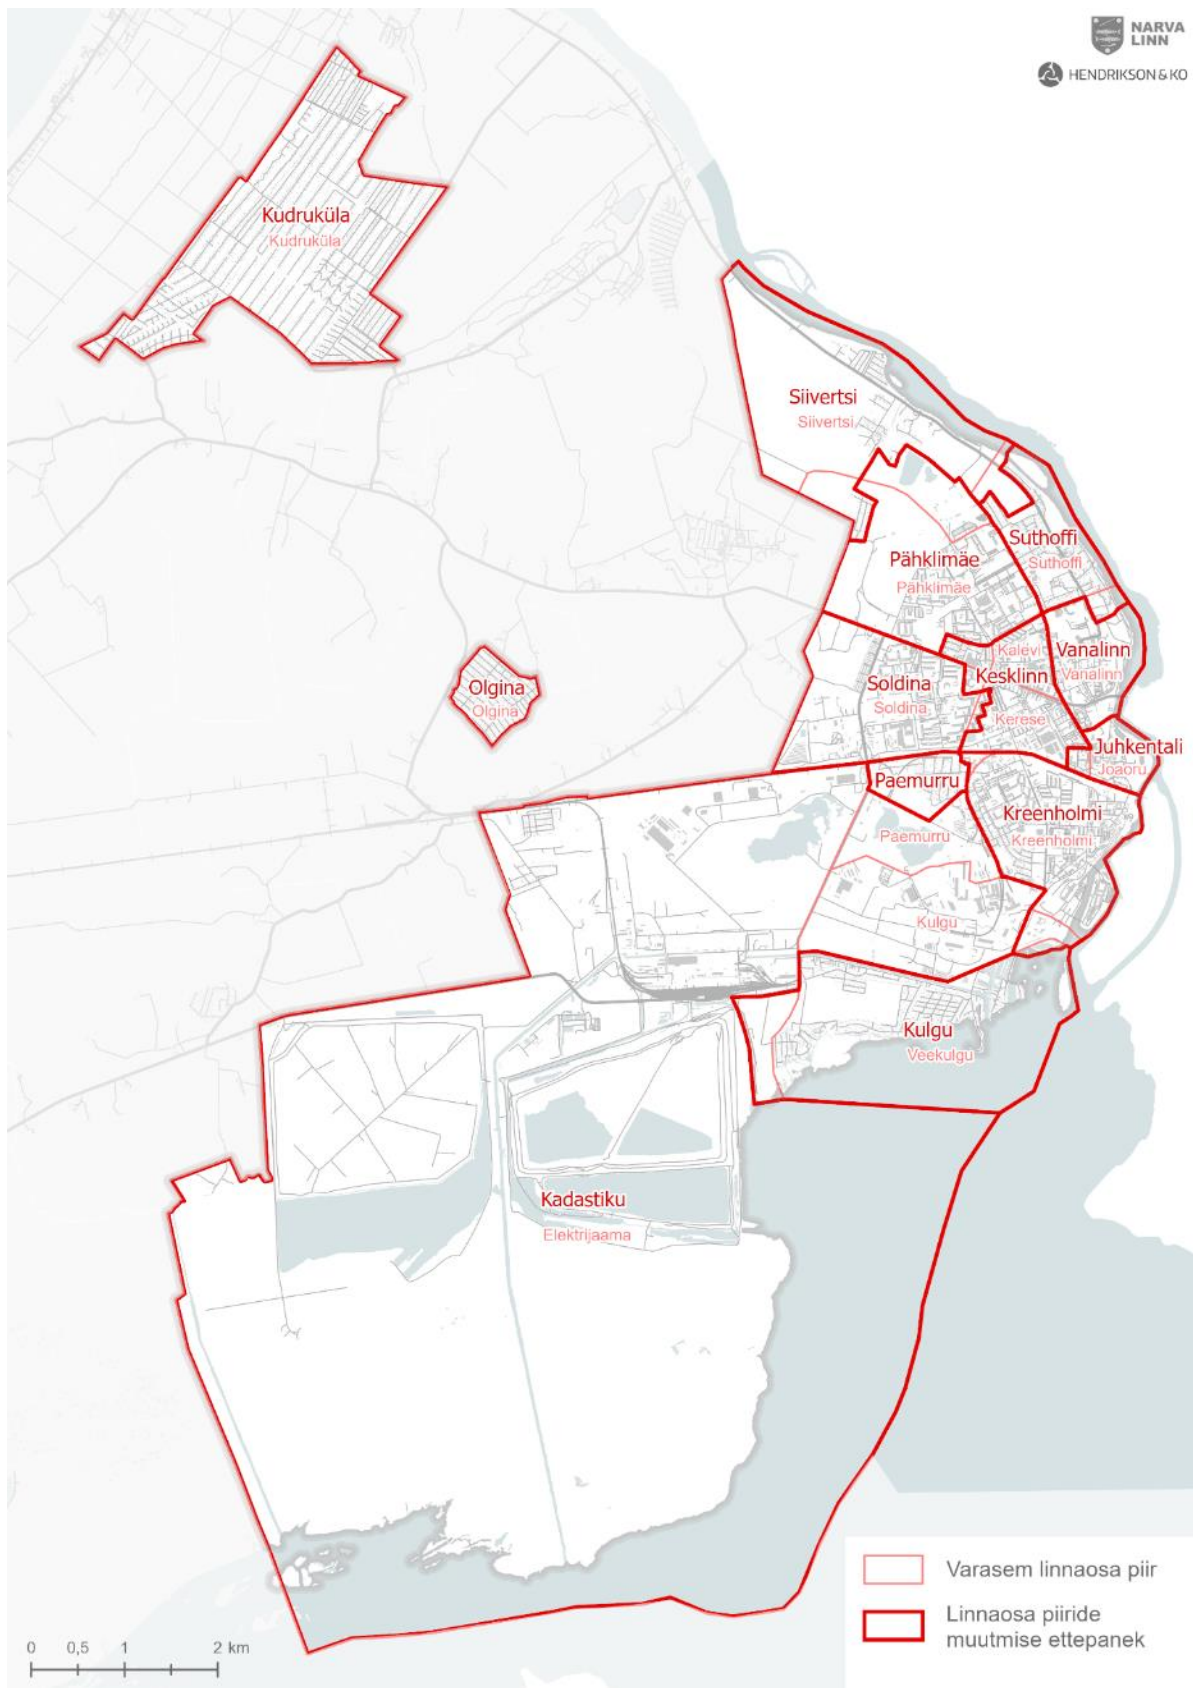 NARVA
LINN
HENDRIKSON & KO
Kudruküla
Kudruküla
Siivertsi
Siivertsi
Suthoffi
Suthoffi
Pähklimäe
Pähklimäe
Kalevi
Vanalinn
Vanalinn
Kesklinn
Kerese
Soldina
Soldina
Olgina
Olgina
Juhkentali
Joaoru
Paemurru
Kreenholmi
Kreenholmi
Paemurru
Kulgu
Kulgu
Veekulgu
Kadastiku
Elektrijaama
Varasem linnaosa piir
Linnaosa piiride
muutmise ettepanek
0 0,5 1 2 km